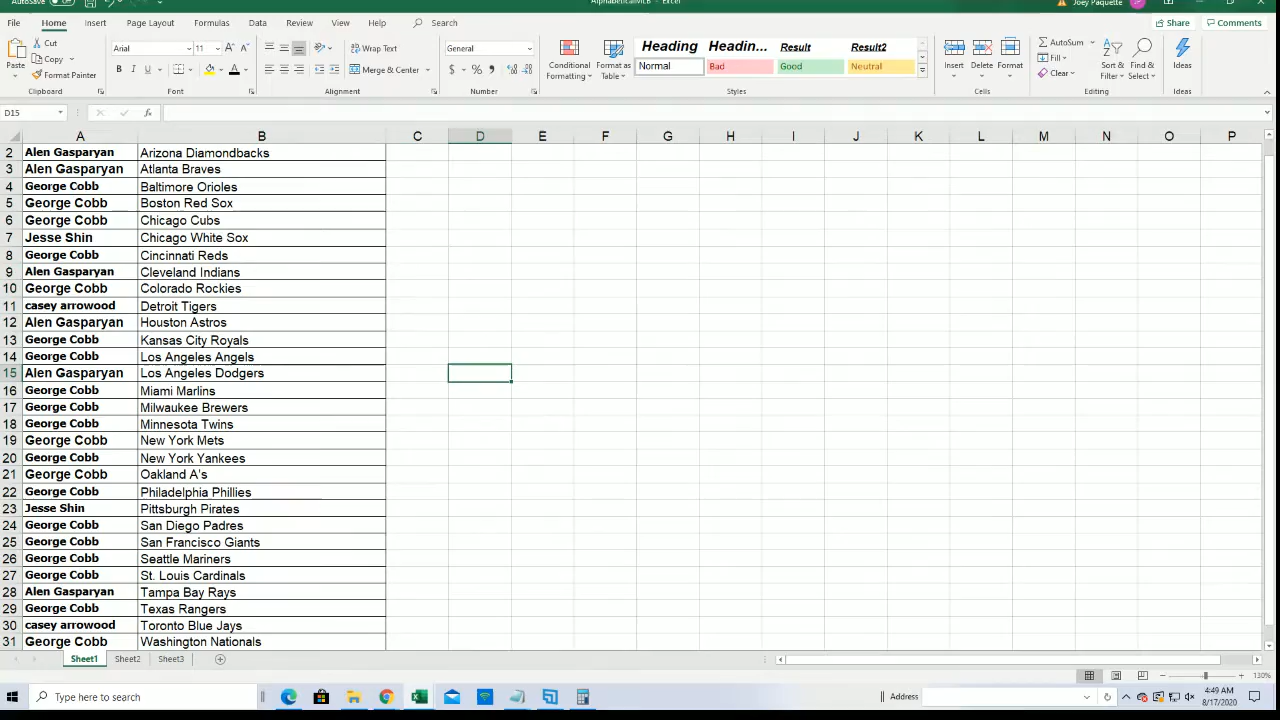 AutoSave
AlphabeticalMLB - Excel
Joey Paquette
File Home Insert Page Layout Formulas Data Review View Help Search Share Comments
Paste Cut Copy Format Painter Clipboard
Arial 11 B I U A Font
Wrap Text Merge & Center Alignment
General $ % , Number
Conditional Formatting Format as Table
Heading Headin... Result Result2
Normal Bad Good Neutral
Styles
Insert Delete Format Cells
AutoSum Fill Clear Sort & Filter Find & Select Editing
Ideas Ideas
D15 fx
A B C D E F G H I J K L M N O P
2 Alen Gasparyan Arizona Diamondbacks
3 Alen Gasparyan Atlanta Braves
4 George Cobb Baltimore Orioles
5 George Cobb Boston Red Sox
6 George Cobb Chicago Cubs
7 Jesse Shin Chicago White Sox
8 George Cobb Cincinnati Reds
9 Alen Gasparyan Cleveland Indians
10 George Cobb Colorado Rockies
11 casey arrowood Detroit Tigers
12 Alen Gasparyan Houston Astros
13 George Cobb Kansas City Royals
14 George Cobb Los Angeles Angels
15 Alen Gasparyan Los Angeles Dodgers
16 George Cobb Miami Marlins
17 George Cobb Milwaukee Brewers
18 George Cobb Minnesota Twins
19 George Cobb New York Mets
20 George Cobb New York Yankees
21 George Cobb Oakland A's
22 George Cobb Philadelphia Phillies
23 Jesse Shin Pittsburgh Pirates
24 George Cobb San Diego Padres
25 George Cobb San Francisco Giants
26 George Cobb Seattle Mariners
27 George Cobb St. Louis Cardinals
28 Alen Gasparyan Tampa Bay Rays
29 George Cobb Texas Rangers
30 casey arrowood Toronto Blue Jays
31 George Cobb Washington Nationals
Sheet1 Sheet2 Sheet3
130%
Type here to search
Address
4:49 AM
8/17/2020